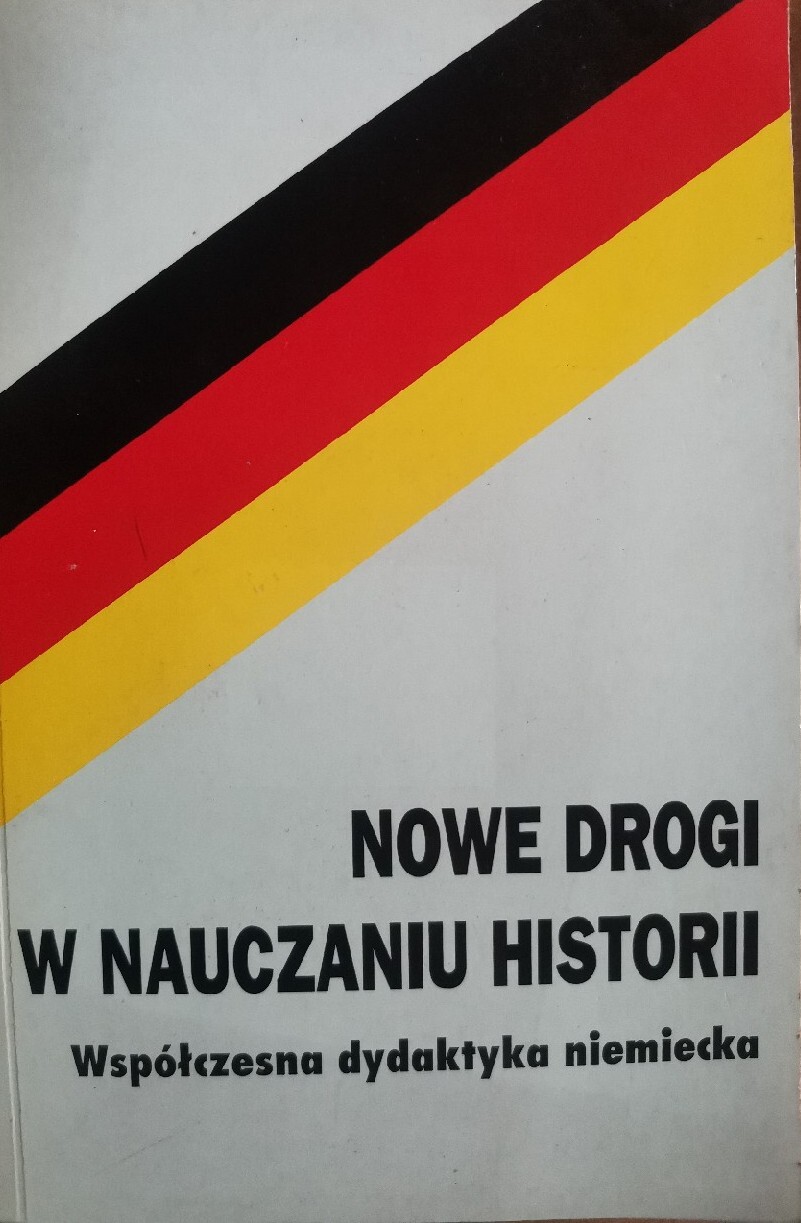 NOWE DROGI
W NAUCZANIU HISTORII
Współczesna dydaktyka niemiecka